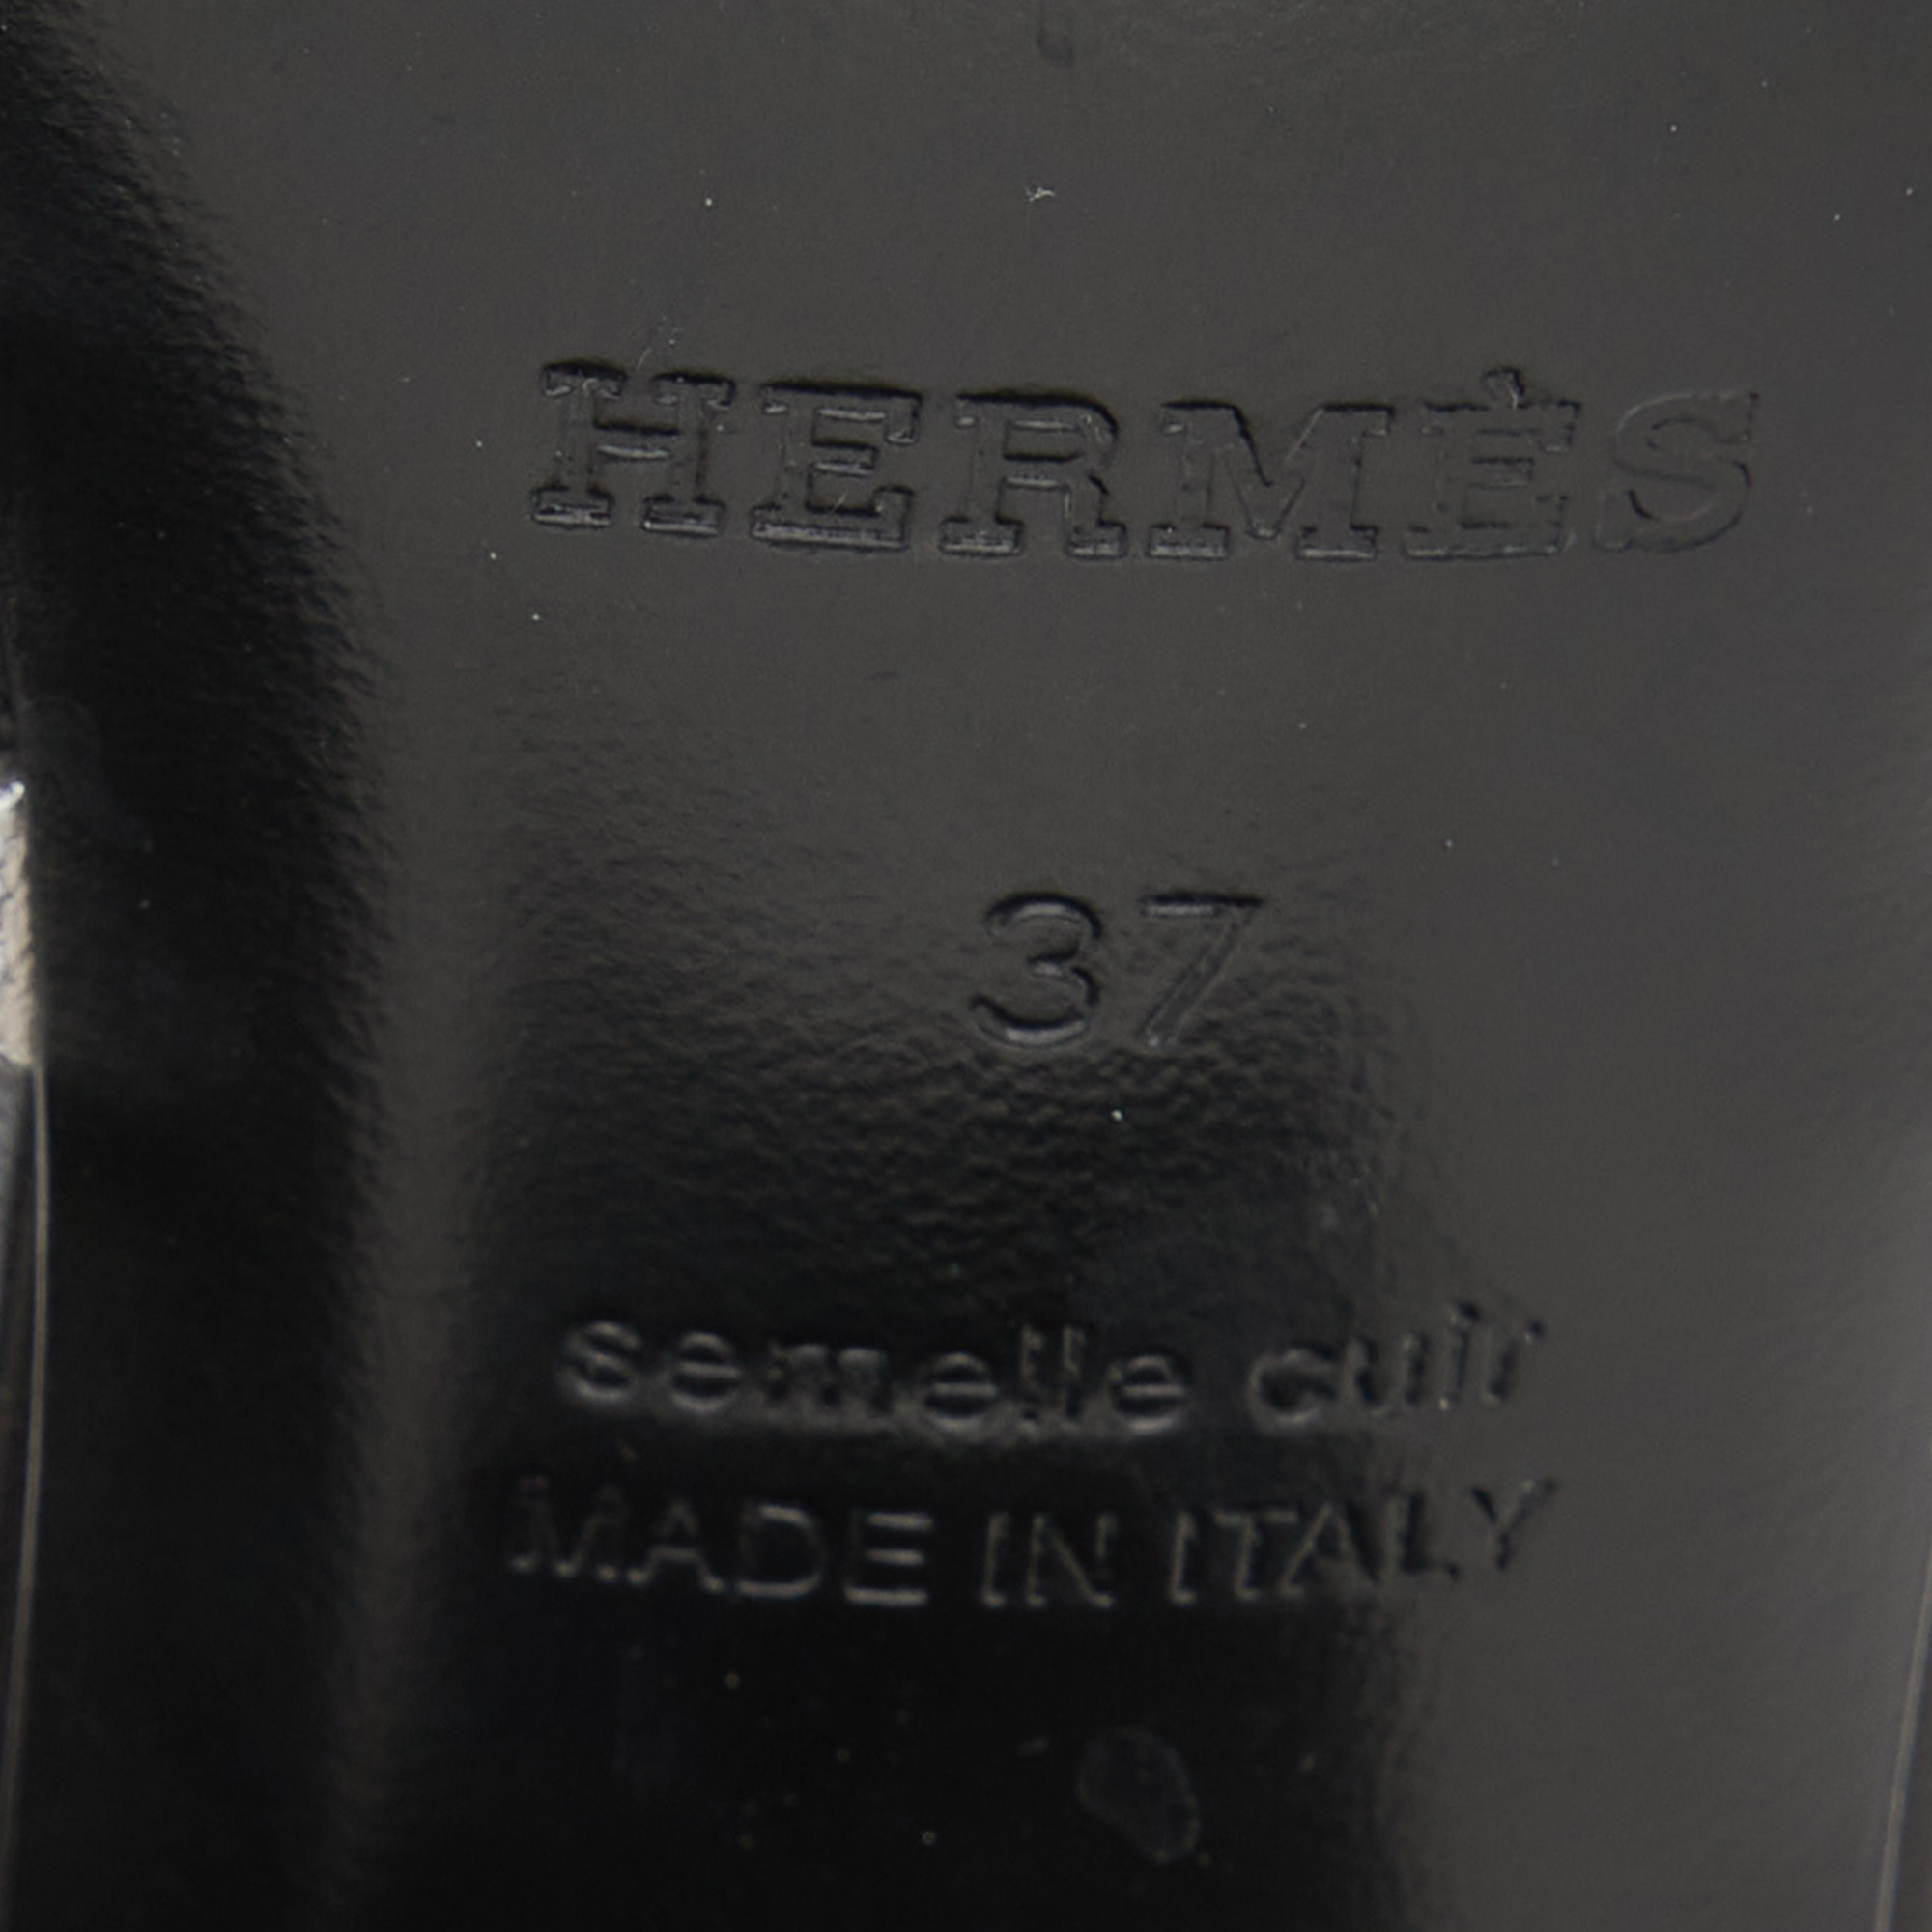 HERMÈS
37
semelle cuir
MADE IN ITALY